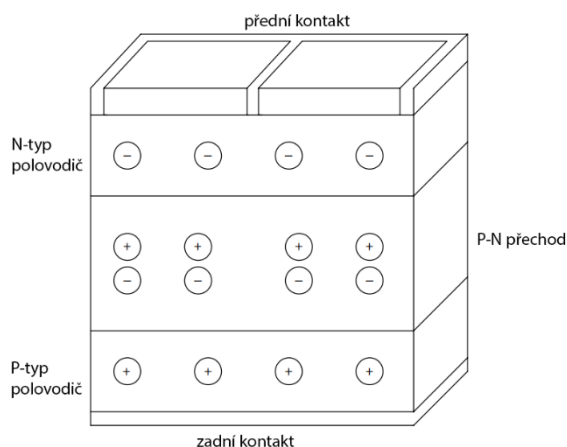 přední kontakt
N-typ
polovodič
− − − −
+ + + +
− − − −
P-N přechod
P-typ
polovodič
+ + + +
zadní kontakt